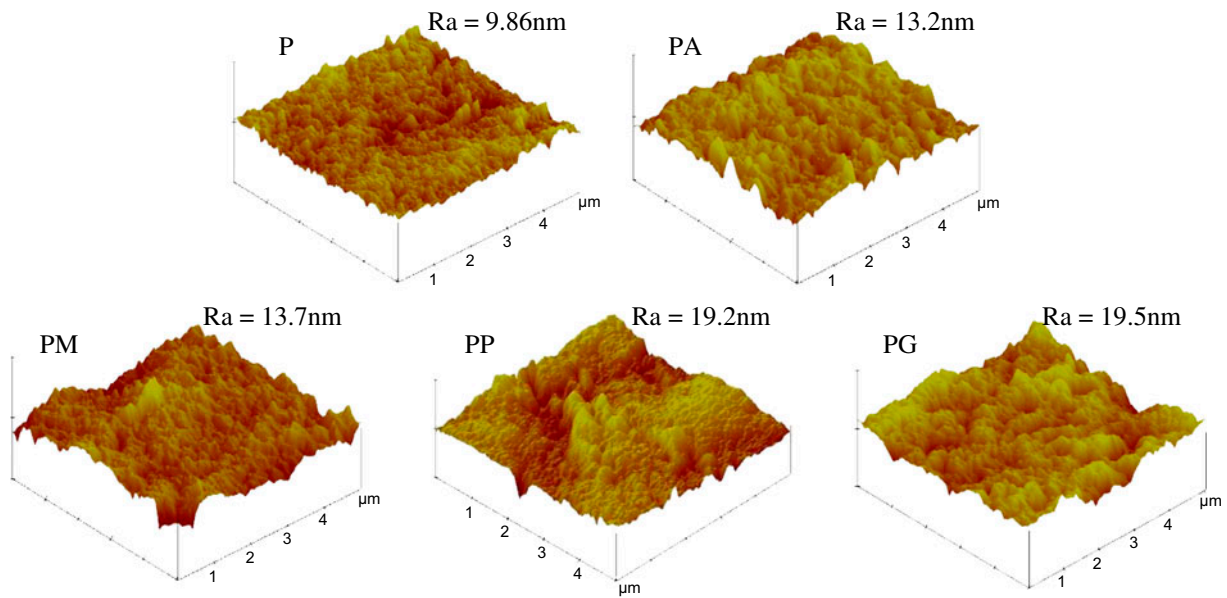 P
Ra = 9.86nm
PA
Ra = 13.2nm
µm
4
3
2
1
µm
4
3
2
1
PM
Ra = 13.7nm
PP
Ra = 19.2nm
PG
Ra = 19.5nm
µm
4
3
2
1
1
2
3
4
µm
µm
4
3
2
1